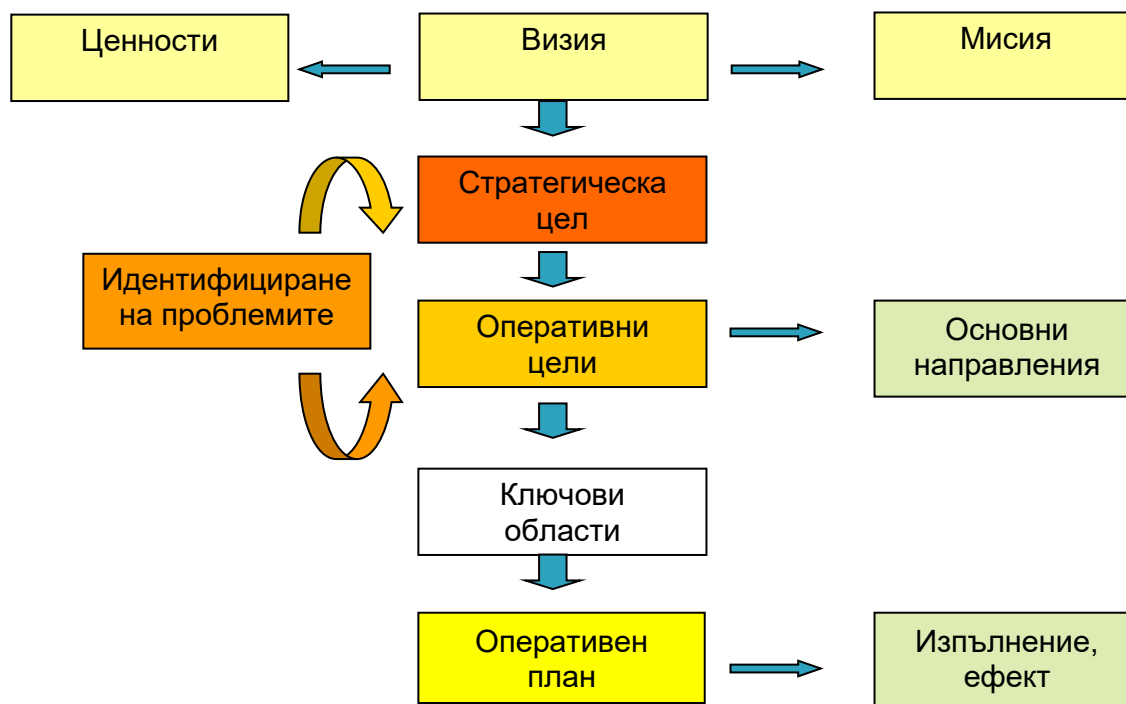 Ценности
Визия
Мисия
Стратегическа
цел
Идентифициране
на проблемите
Оперативни
цели
Основни
направления
Ключови
области
Оперативен
план
Изпълнение,
ефект